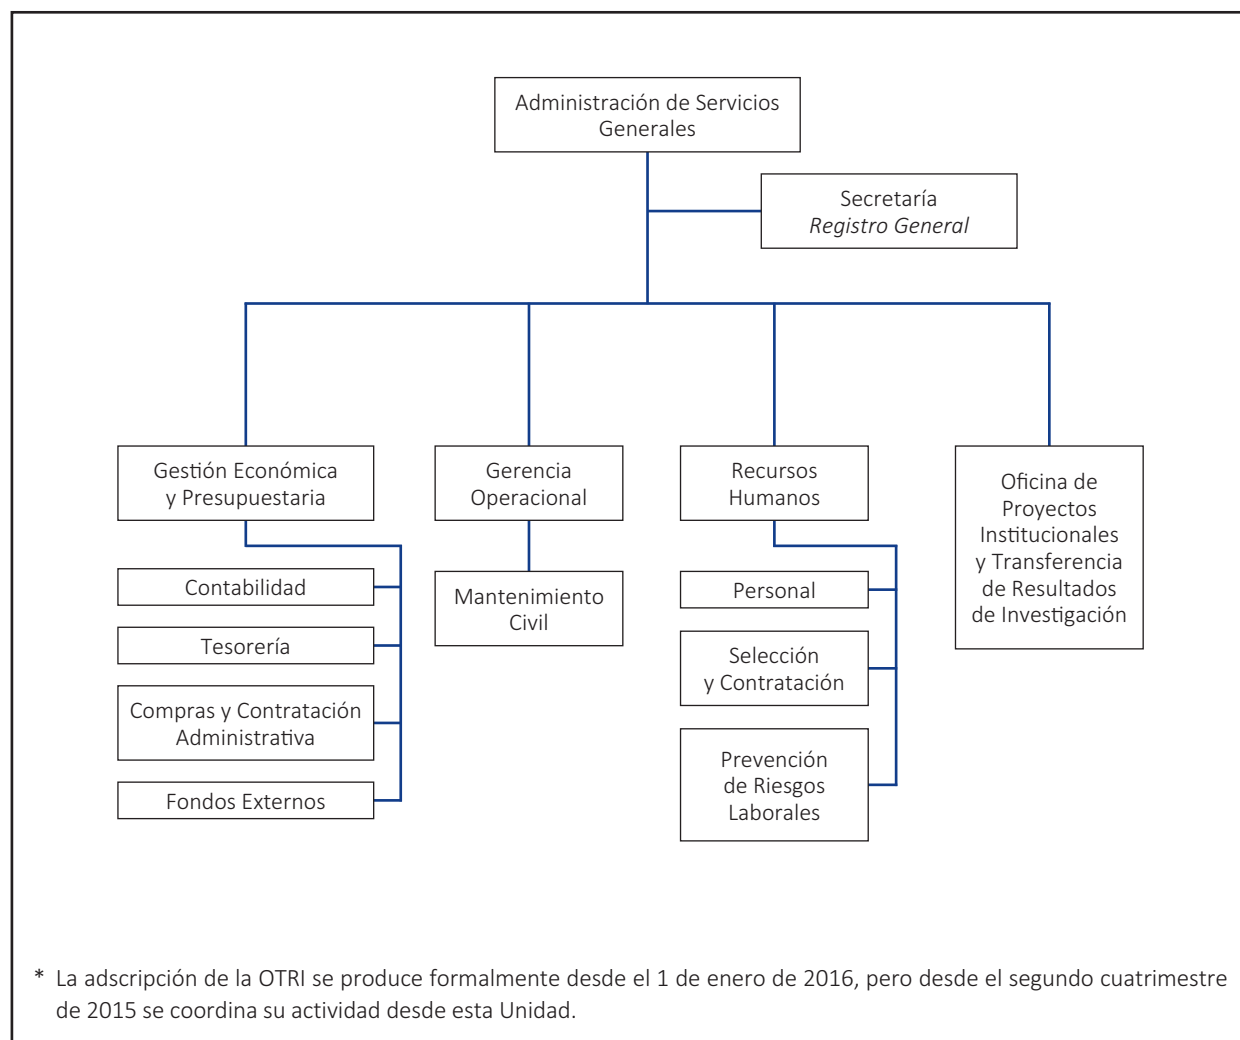 Administración de Servicios
Generales
Secretaría
Registro General
Gestión Económica
y Presupuestaria
Contabilidad
Tesorería
Compras y Contratación
Administrativa
Fondos Externos
Gerencia
Operacional
Mantenimiento
Civil
Recursos
Humanos
Personal
Selección
y Contratación
Prevención
de Riesgos
Laborales
Oficina de
Proyectos
Institucionales
y Transferencia
de Resultados
de Investigación
* La adscripción de la OTRI se produce formalmente desde el 1 de enero de 2016, pero desde el segundo cuatrimestre
de 2015 se coordina su actividad desde esta Unidad.